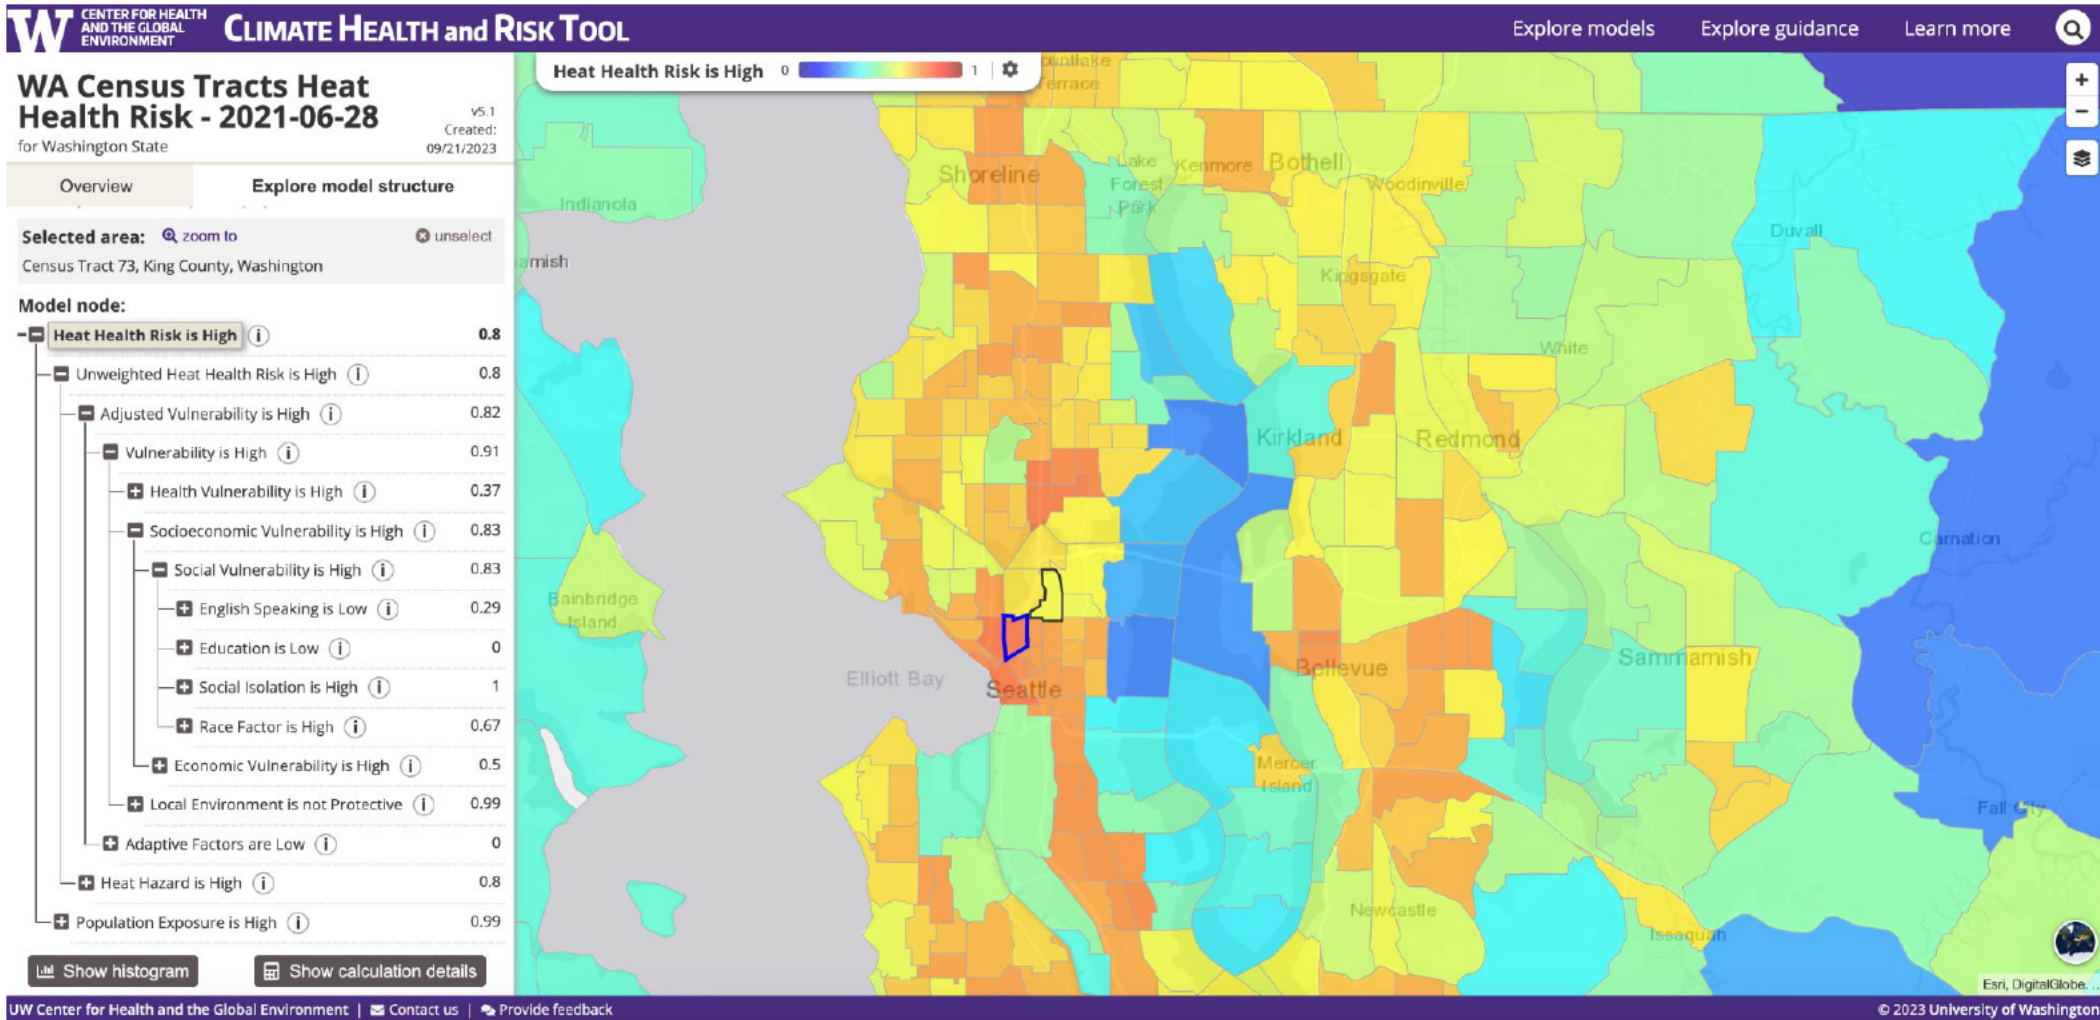 W CENTER FOR HEALTH
AND THE GLOBAL
ENVIRONMENT
CLIMATE HEALTH and RISK TOOL
Explore models
Explore guidance
Learn more
WA Census Tracts Heat
Health Risk - 2021-06-28
v5.1
Created:
09/21/2023
for Washington State
Overview
Explore model structure
Selected area: zoom to
unselect
Census Tract 73, King County, Washington
Model node:
Heat Health Risk is High i 0.8
Unweighted Heat Health Risk is High i 0.8
Adjusted Vulnerability is High i 0.82
Vulnerability is High i 0.91
Health Vulnerability is High i 0.37
Socioeconomic Vulnerability is High i 0.83
Social Vulnerability is High i 0.83
English Speaking is Low i 0.29
Education is Low i 0
Social Isolation is High i 1
Race Factor is High i 0.67
Economic Vulnerability is High i 0.5
Local Environment is not Protective i 0.99
Adaptive Factors are Low i 0
Heat Hazard is High i 0.8
Population Exposure is High i 0.99
Show histogram
Show calculation details
Heat Health Risk is High 0 1
+
−
Terrace
Shoreline
Lake
Forest
Park
Kenmore
Bothell
Woodinville
Indianola
Duvall
Kingsgate
White
Kirkland
Redmond
Carnation
Bainbridge
Island
Elliott Bay
Seattle
Bellevue
Sammamish
Mercer
Island
Fall City
Newcastle
Issaquah
Esri, DigitalGlobe. ...
UW Center for Health and the Global Environment | Contact us | Provide feedback
© 2023 University of Washington